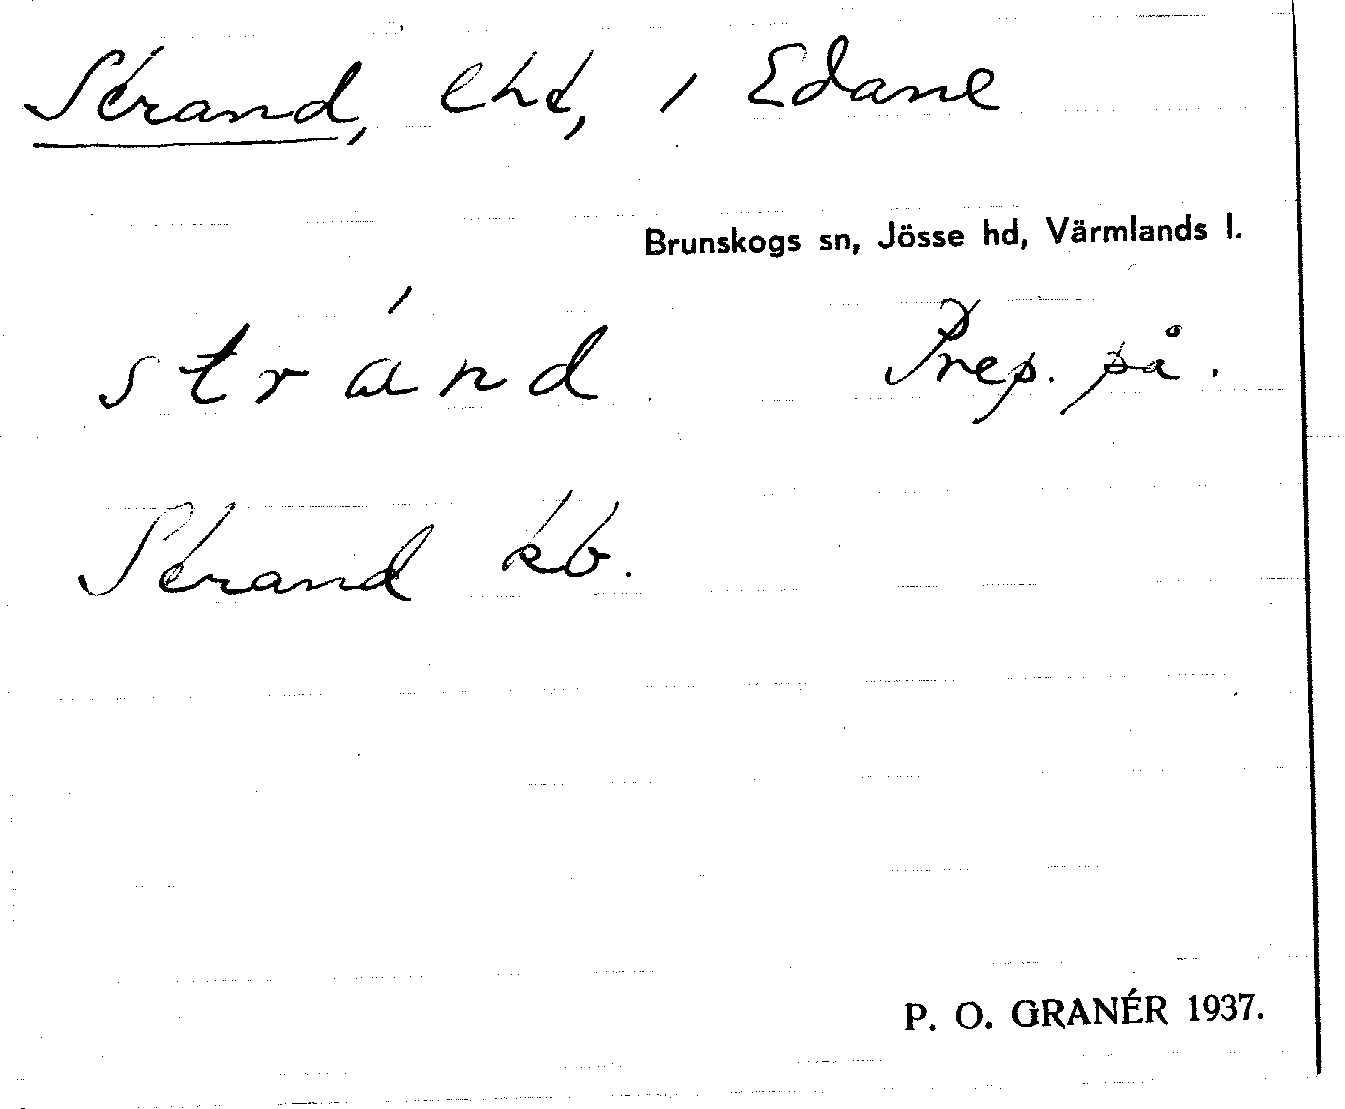 Strand, lht, i Edane
Brunskogs sn, Jösse hd, Värmlands l.
stránd Prep. på.
Strand kb.
P. O. GRANÉR 1937.